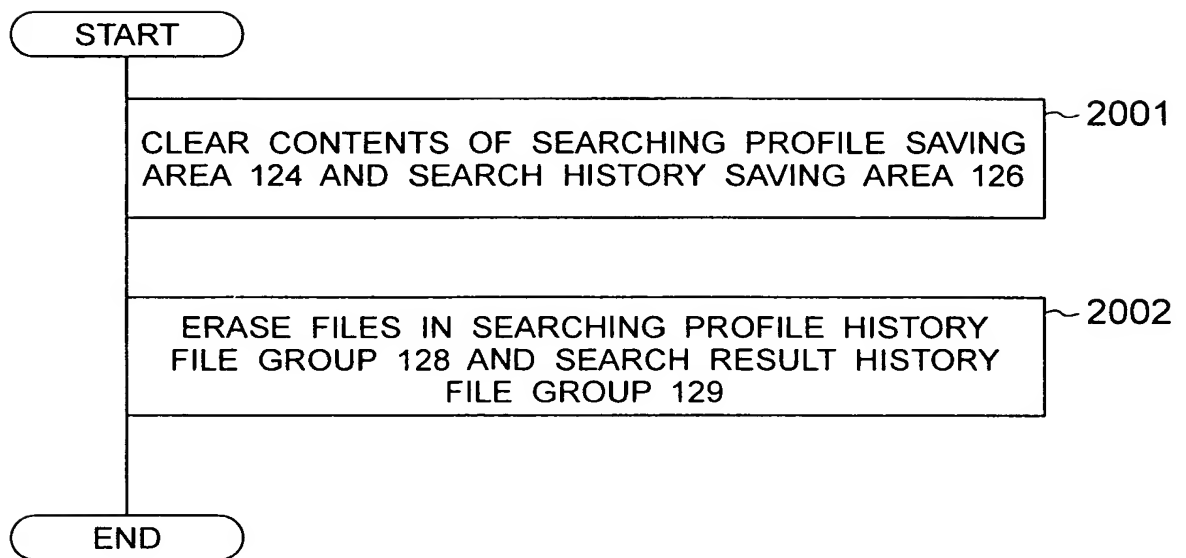 START
2001
CLEAR CONTENTS OF SEARCHING PROFILE SAVING
AREA 124 AND SEARCH HISTORY SAVING AREA 126
2002
ERASE FILES IN SEARCHING PROFILE HISTORY
FILE GROUP 128 AND SEARCH RESULT HISTORY
FILE GROUP 129
END